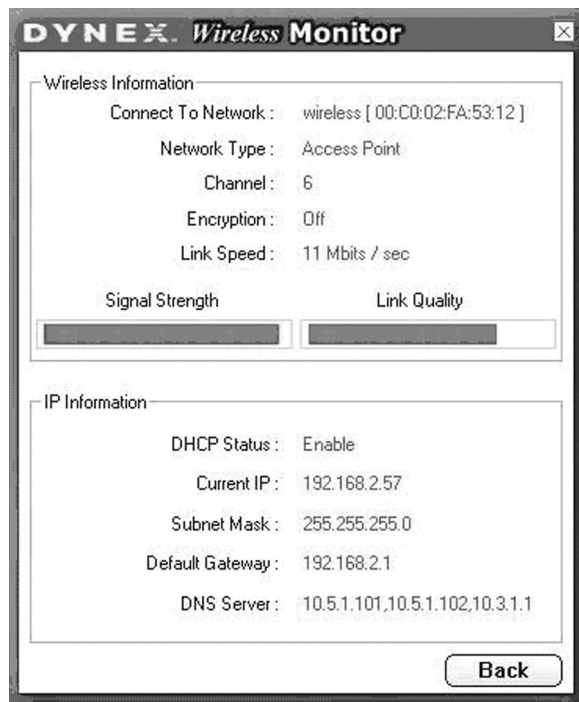 DYNEX. Wireless Monitor
Wireless Information
Connect To Network : wireless [ 00:C0:02:FA:53:12 ]
Network Type : Access Point
Channel : 6
Encryption : Off
Link Speed : 11 Mbits / sec
Signal Strength Link Quality
IP Information
DHCP Status : Enable
Current IP : 192.168.2.57
Subnet Mask : 255.255.255.0
Default Gateway : 192.168.2.1
DNS Server : 10.5.1.101,10.5.1.102,10.3.1.1
Back